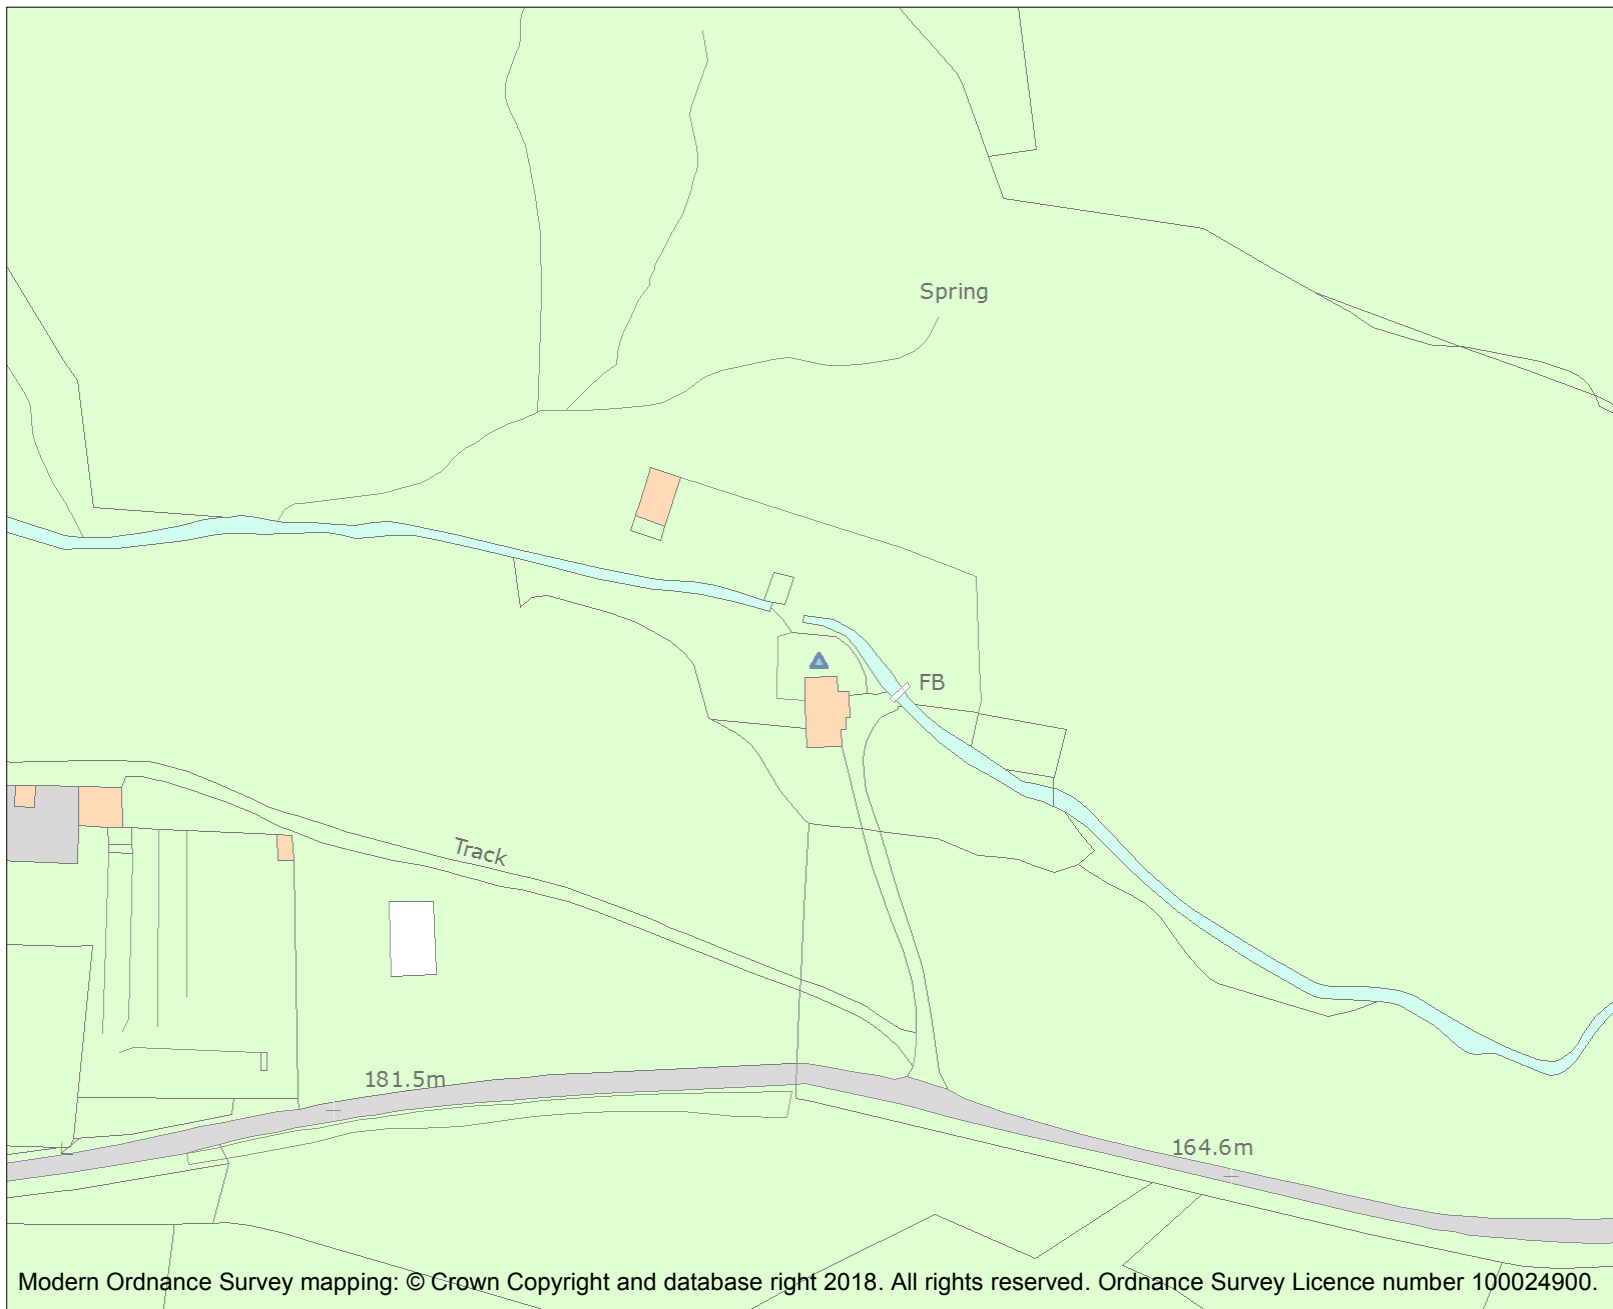 Spring
FB
Track
181.5m
164.6m
Modern Ordnance Survey mapping: © Crown Copyright and database right 2018. All rights reserved. Ordnance Survey Licence number 100024900.